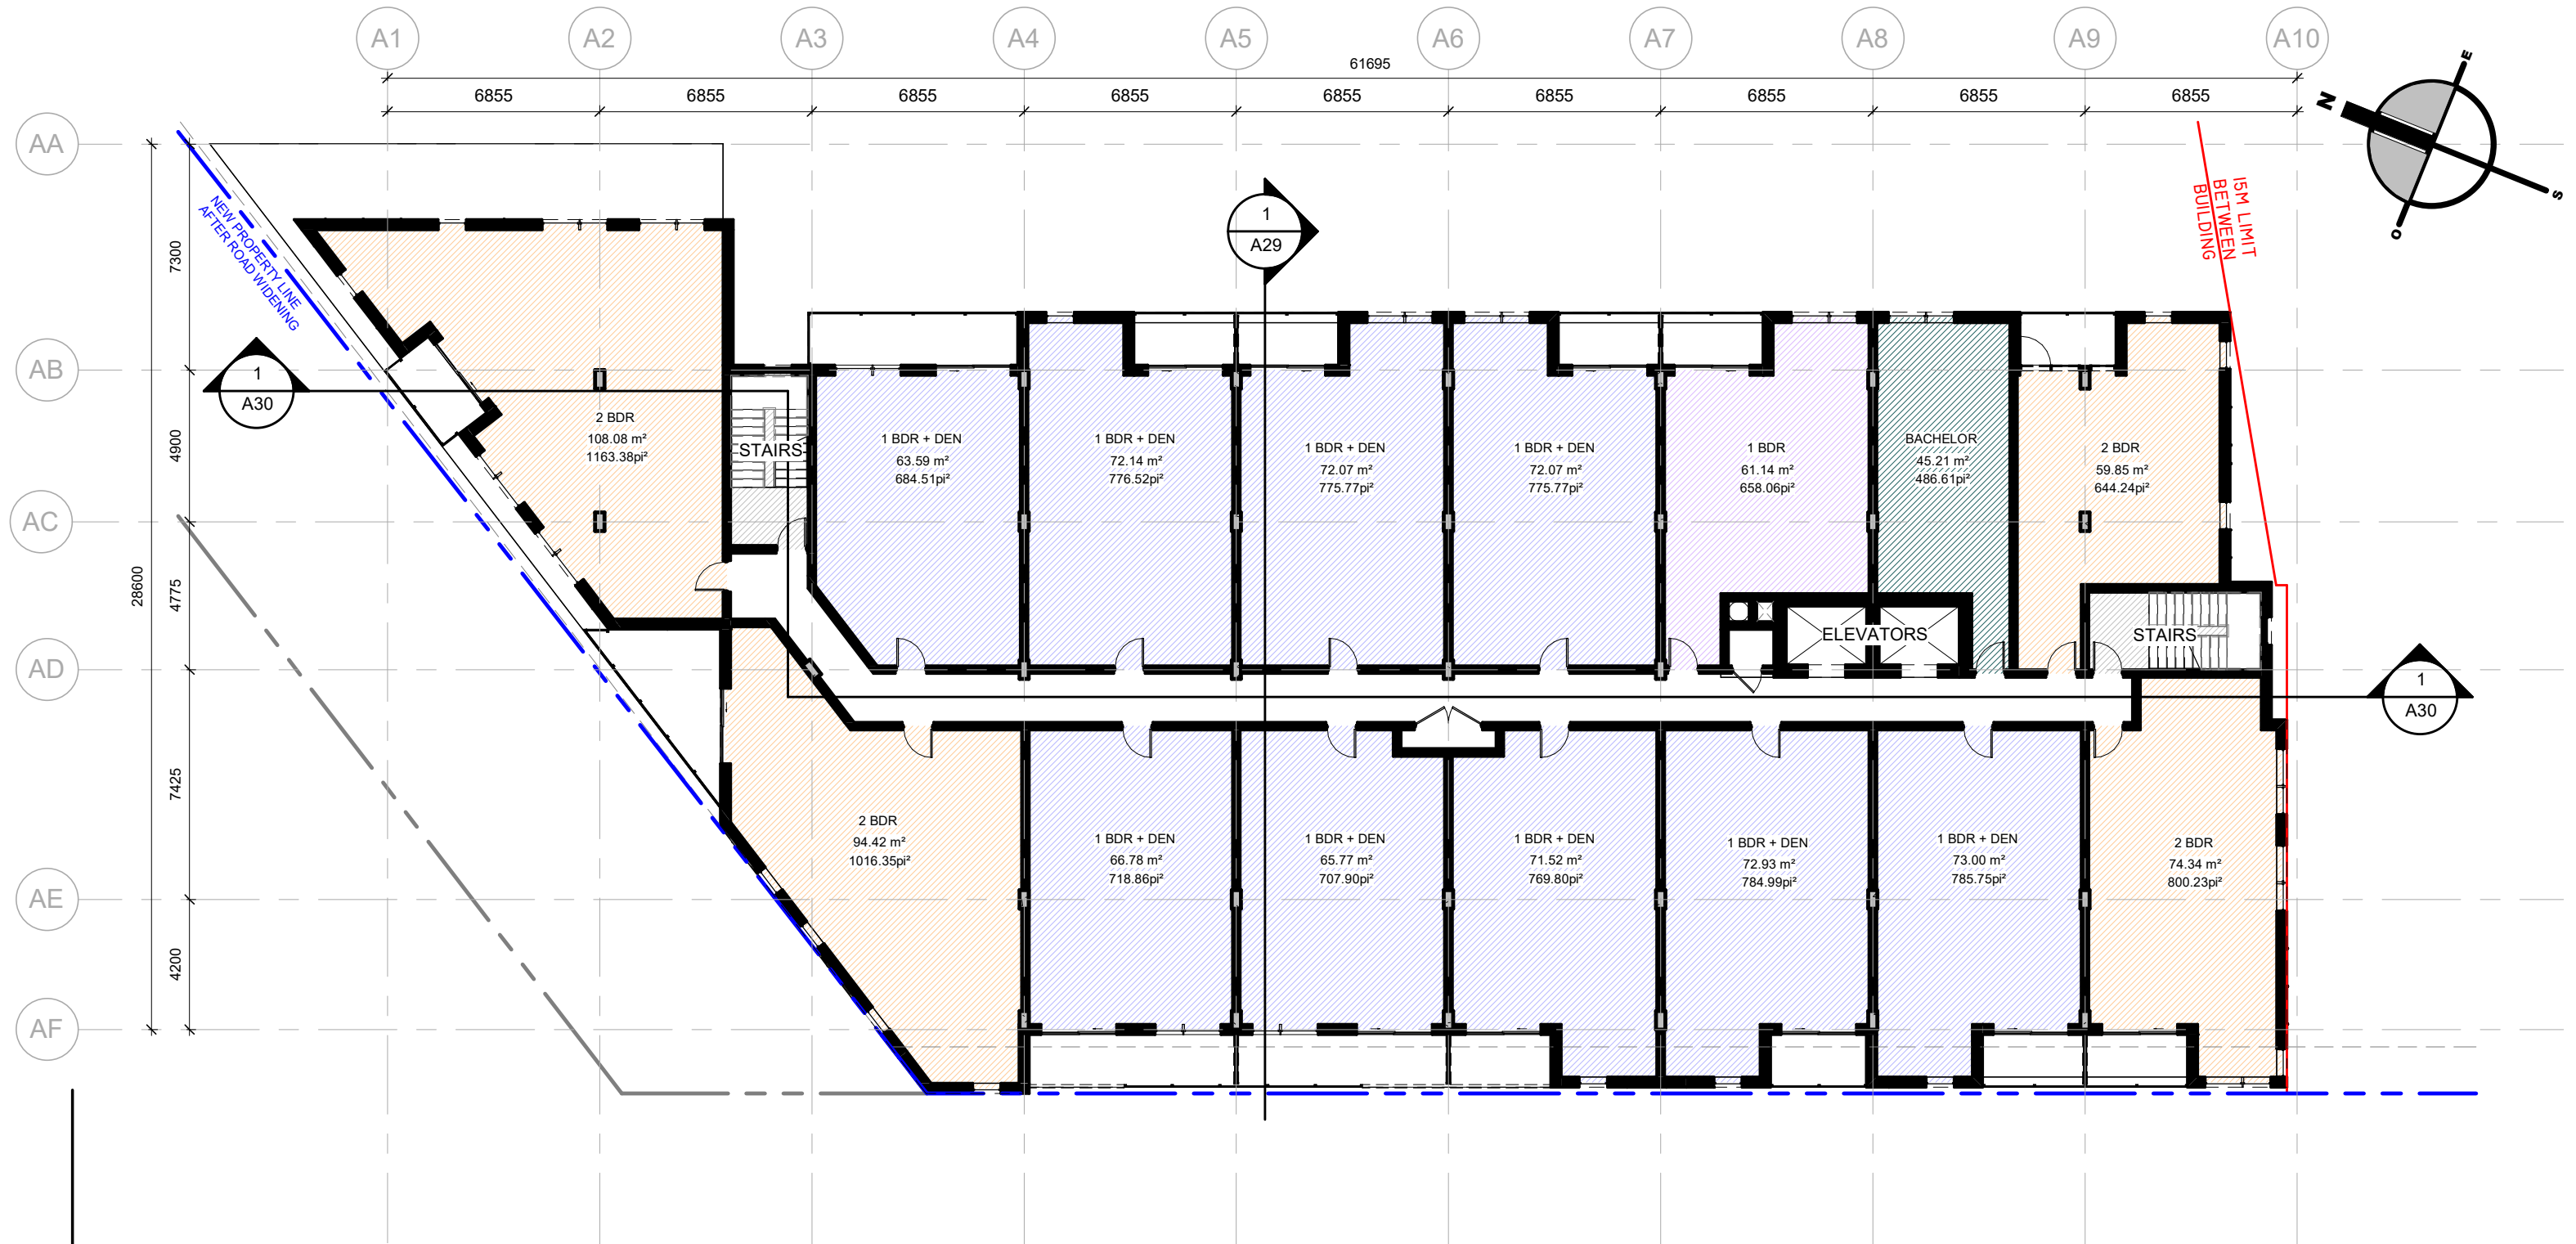 A1 A2 A3 A4 A5 A6 A7 A8 A9 A10
61695
6855 6855 6855 6855 6855 6855 6855 6855 6855
N
E
S
O
AA
AB
AC
AD
AE
AF
28600
7300
4900
4775
7425
4200
NEW PROPERTY LINE
AFTER ROAD WIDENING
15M LIMIT
BETWEEN
BUILDING
1
A29
1
A30
1
A30
2 BDR
108.08 m²
1163.38pi²
STAIRS
1 BDR + DEN
63.59 m²
684.51pi²
1 BDR + DEN
72.14 m²
776.52pi²
1 BDR + DEN
72.07 m²
775.77pi²
1 BDR + DEN
72.07 m²
775.77pi²
1 BDR
61.14 m²
658.06pi²
BACHELOR
45.21 m²
486.61pi²
2 BDR
59.85 m²
644.24pi²
ELEVATORS
STAIRS
2 BDR
94.42 m²
1016.35pi²
1 BDR + DEN
66.78 m²
718.86pi²
1 BDR + DEN
65.77 m²
707.90pi²
1 BDR + DEN
71.52 m²
769.80pi²
1 BDR + DEN
72.93 m²
784.99pi²
1 BDR + DEN
73.00 m²
785.75pi²
2 BDR
74.34 m²
800.23pi²